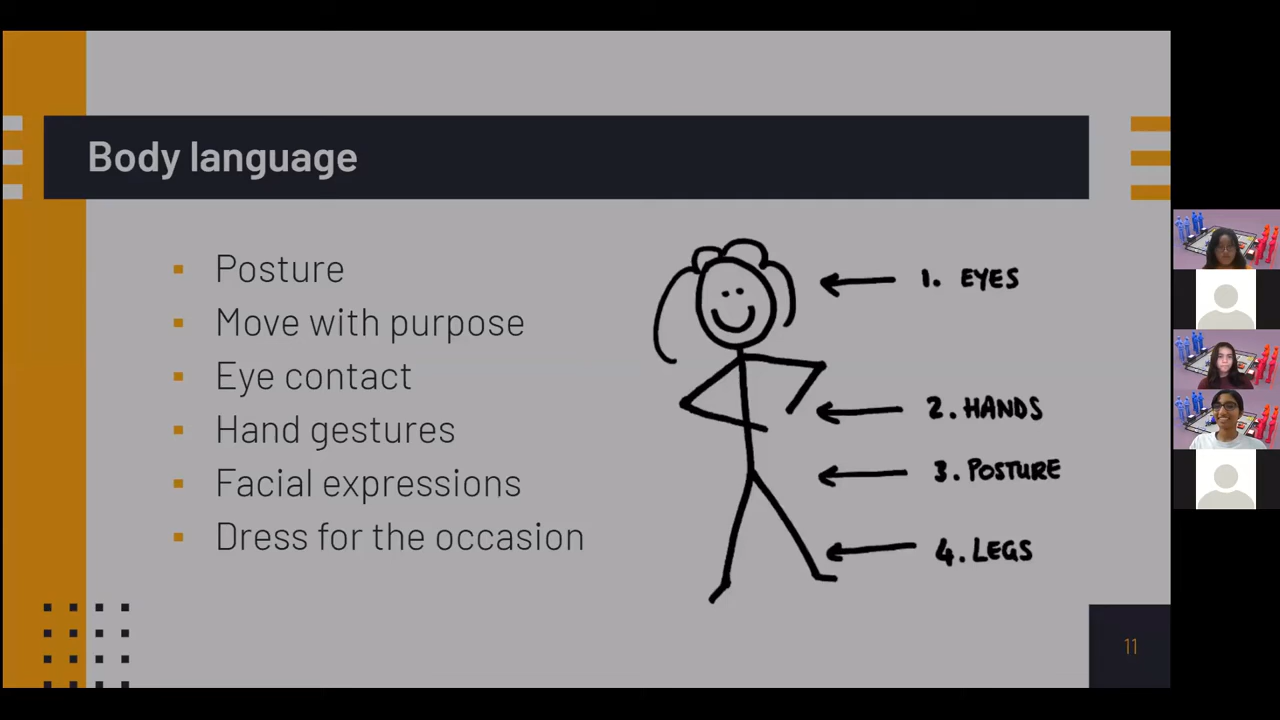 Body language
Posture
Move with purpose
Eye contact
Hand gestures
Facial expressions
Dress for the occasion
1. EYES
2. HANDS
3. POSTURE
4. LEGS
11